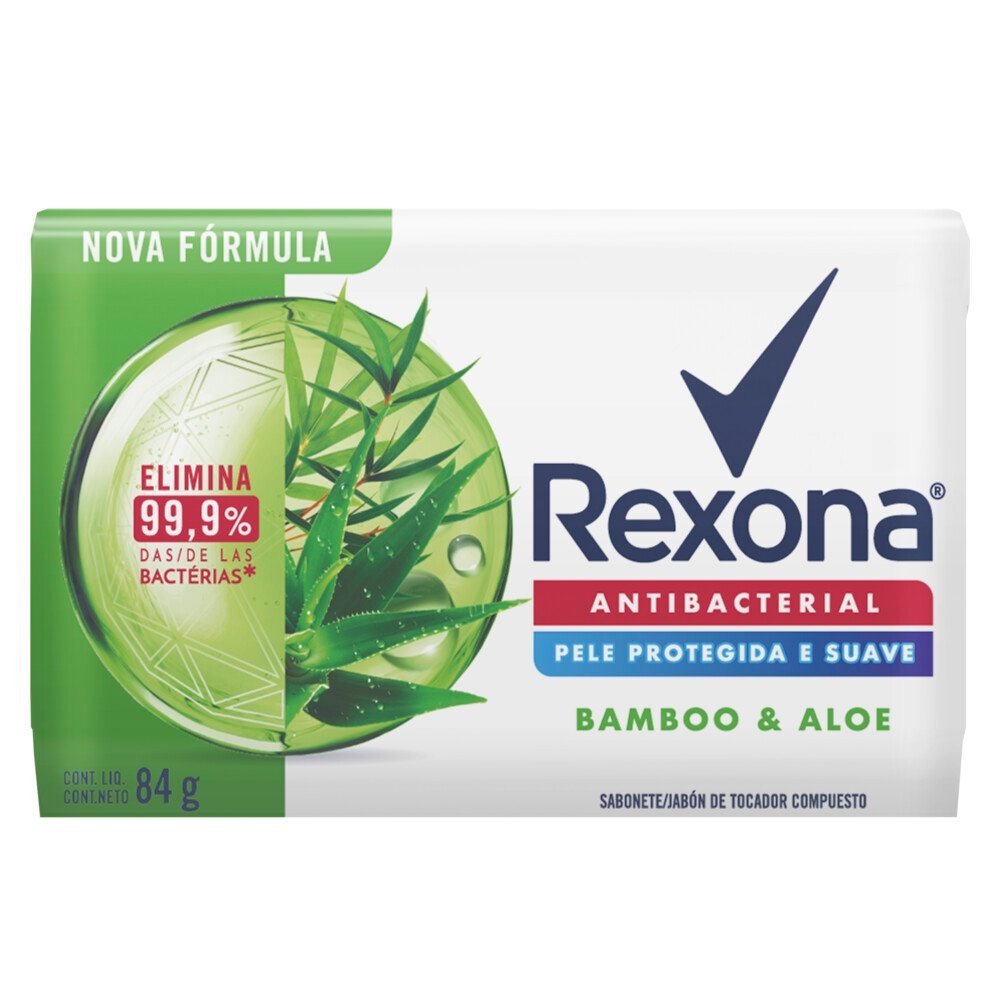 NOVA FÓRMULA
ELIMINA
99,9%
DAS/DE LAS
BACTÉRIAS*
Rexona®
ANTIBACTERIAL
PELE PROTEGIDA E SUAVE
BAMBOO & ALOE
CONT. LIQ.
CONT.NETO 84 g
SABONETE/JABÓN DE TOCADOR COMPUESTO